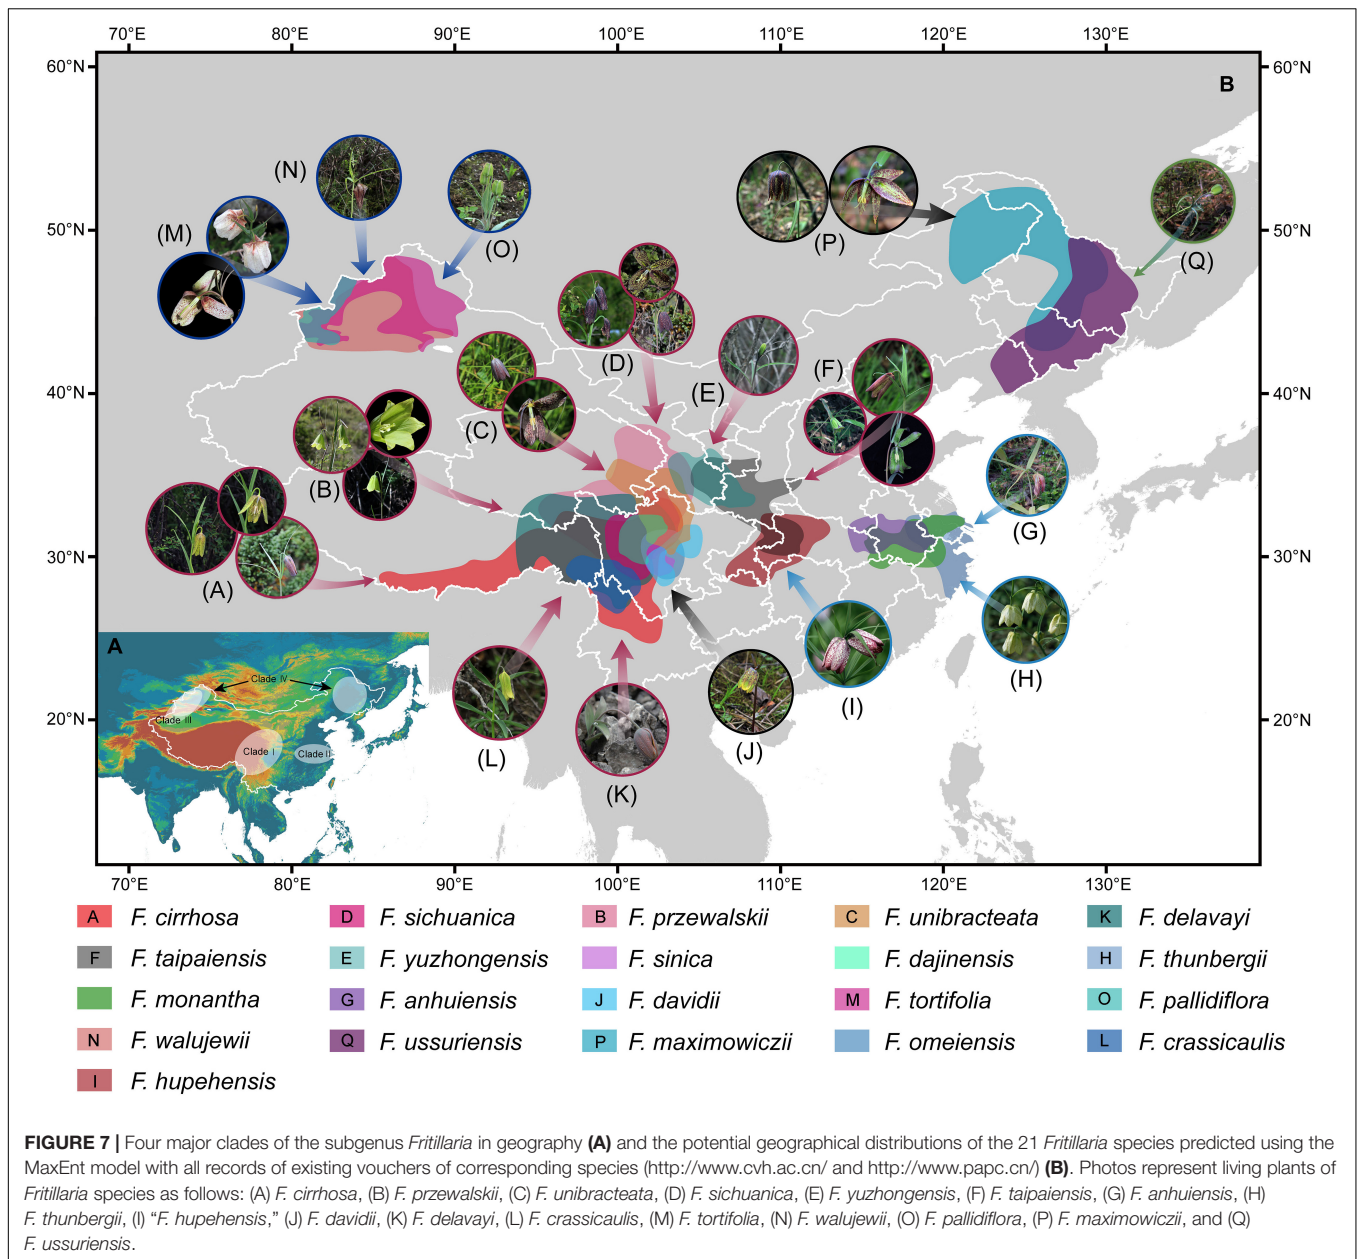 70°E 80°E 90°E 100°E 110°E 120°E 130°E
60°N 60°N
B
(N)
(M)
(O)
(P)
(Q)
50°N 50°N
(D)
(E)
(F)
(C)
40°N 40°N
(B)
(G)
(A)
30°N 30°N
(H)
(I)
(J)
(L)
(K)
20°N 20°N
A
Clade IV
Clade III
Clade I
Clade II
70°E 80°E 90°E 100°E 110°E 120°E 130°E
A F. cirrhosa D F. sichuanica B F. przewalskii C F. unibracteata K F. delavayi
F F. taipaiensis E F. yuzhongensis F. sinica F. dajinensis H F. thunbergii
F. monantha G F. anhuiensis J F. davidii M F. tortifolia O F. pallidiflora
N F. walujewii Q F. ussuriensis P F. maximowiczii F. omeiensis L F. crassicaulis
I F. hupehensis
FIGURE 7 | Four major clades of the subgenus Fritillaria in geography (A) and the potential geographical distributions of the 21 Fritillaria species predicted using the
MaxEnt model with all records of existing vouchers of corresponding species (http://www.cvh.ac.cn/ and http://www.papc.cn/) (B). Photos represent living plants of
Fritillaria species as follows: (A) F. cirrhosa, (B) F. przewalskii, (C) F. unibracteata, (D) F. sichuanica, (E) F. yuzhongensis, (F) F. taipaiensis, (G) F. anhuiensis, (H)
F. thunbergii, (I) "F. hupehensis," (J) F. davidii, (K) F. delavayi, (L) F. crassicaulis, (M) F. tortifolia, (N) F. walujewii, (O) F. pallidiflora, (P) F. maximowiczii, and (Q)
F. ussuriensis.